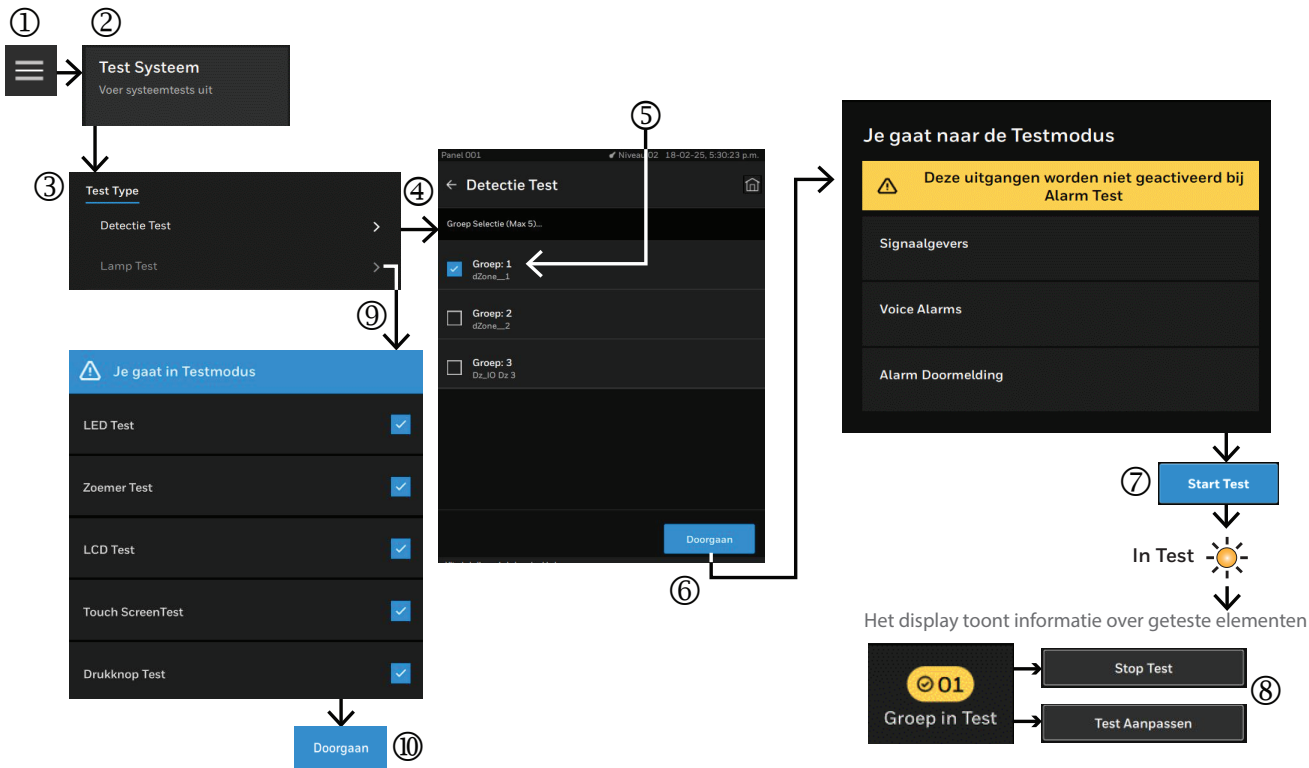 ①
②
Test Systeem
Voer systeemtests uit
③
Test Type
Detectie Test
Lamp Test
④
⑤
Panel 001
Niveau 02 18-02-25, 5:30:23 p.m.
Detectie Test
Groep Selectie (Max 5)...
Groep: 1
dZone__1
Groep: 2
dZone__2
Groep: 3
Dz_IO Dz 3
Doorgaan
⑥
Je gaat naar de Testmodus
Deze uitgangen worden niet geactiveerd bij
Alarm Test
Signaalgevers
Voice Alarms
Alarm Doormelding
⑦
Start Test
In Test
Het display toont informatie over geteste elementen
01
Groep in Test
Stop Test
Test Aanpassen
⑧
⑨
Je gaat in Testmodus
LED Test
Zoemer Test
LCD Test
Touch ScreenTest
Drukknop Test
Doorgaan
⑩